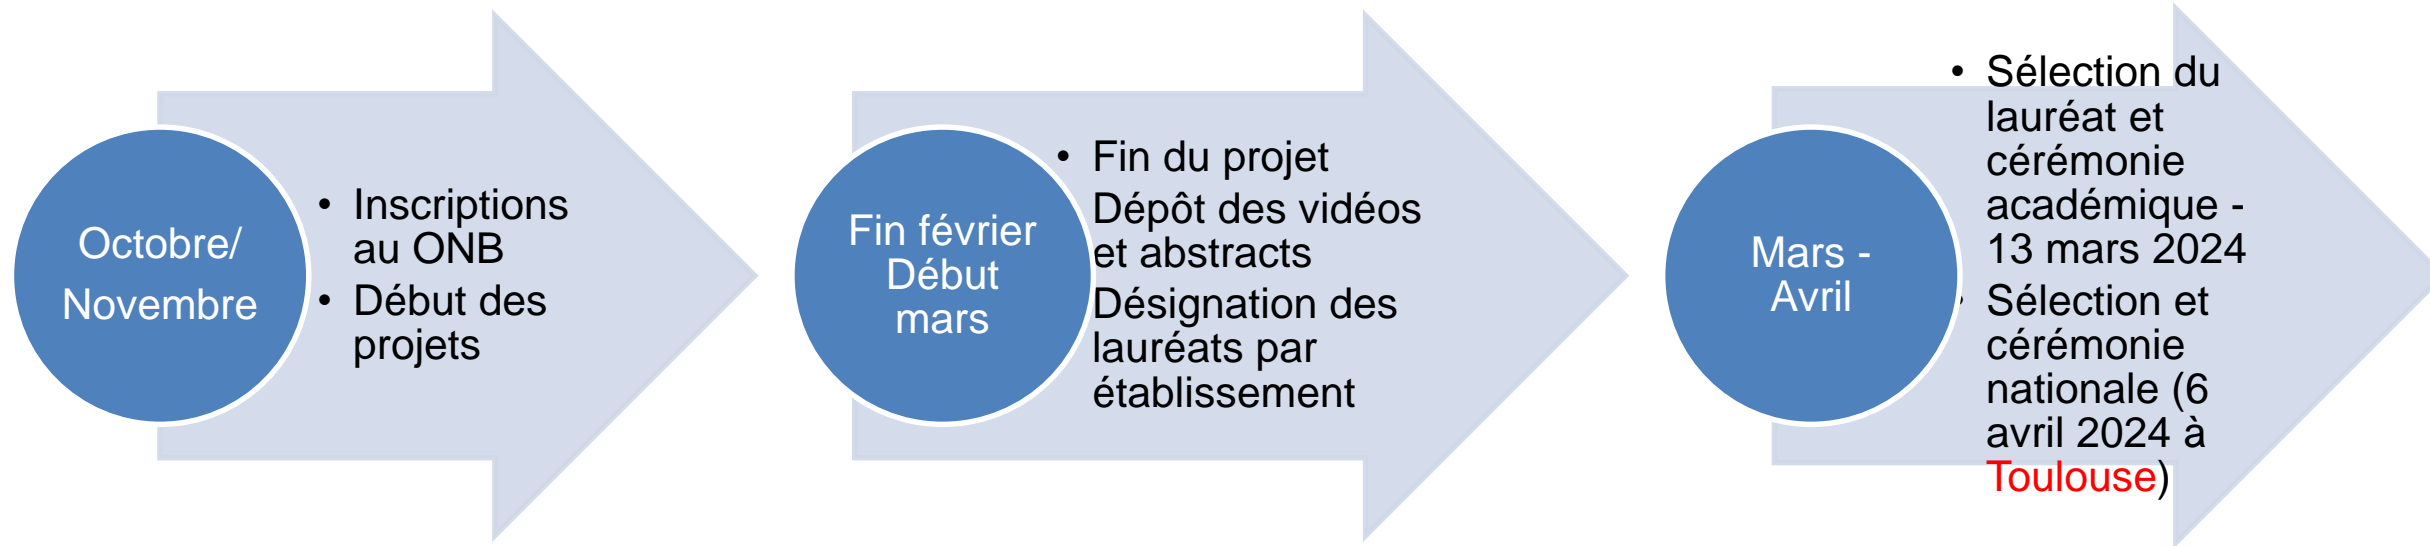 Octobre/
Novembre
• Inscriptions
au ONB
• Début des
projets
Fin février
Début
mars
• Fin du projet
Dépôt des vidéos
et abstracts
Désignation des
lauréats par
établissement
Mars -
Avril
• Sélection du
lauréat et
cérémonie
académique -
13 mars 2024
Sélection et
cérémonie
nationale (6
avril 2024 à
Toulouse)